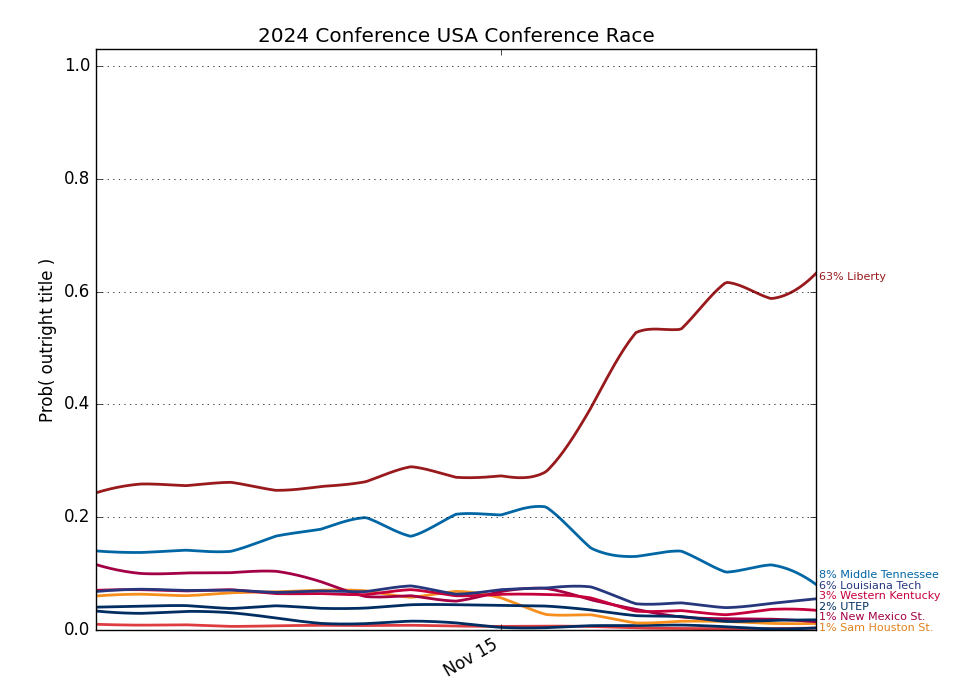 2024 Conference USA Conference Race
1.0
0.8
0.6
0.4
0.2
0.0
Prob( outright title )
Nov 15
63% Liberty
8% Middle Tennessee
6% Louisiana Tech
3% Western Kentucky
2% UTEP
1% New Mexico St.
1% Sam Houston St.